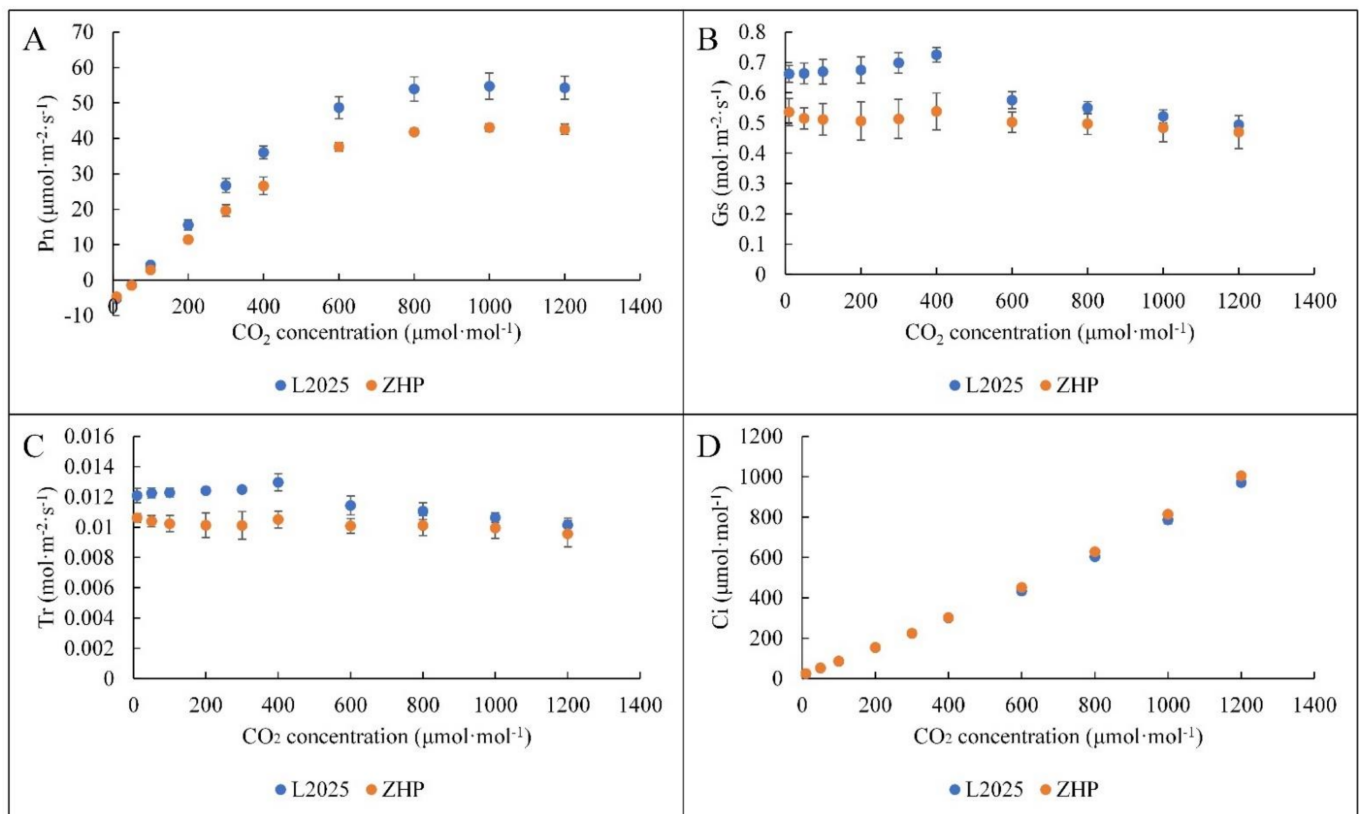 A
Pn (μmol·m⁻²·s⁻¹)
60
50
40
30
20
10
0
-10
0 200 400 600 800 1000 1200 1400
CO₂ concentration (μmol·mol⁻¹)
L2025 ZHP
B
Gs (mol·m⁻²·s⁻¹)
0.8
0.7
0.6
0.5
0.4
0.3
0.2
0.1
0
0 200 400 600 800 1000 1200 1400
CO₂ concentration (μmol·mol⁻¹)
L2025 ZHP
C
Tr (mol·m⁻²·s⁻¹)
0.016
0.014
0.012
0.01
0.008
0.006
0.004
0.002
0
0 200 400 600 800 1000 1200 1400
CO₂ concentration (μmol·mol⁻¹)
L2025 ZHP
D
Ci (μmol·mol⁻¹)
1200
1000
800
600
400
200
0
0 200 400 600 800 1000 1200 1400
CO₂ concentration (μmol·mol⁻¹)
L2025 ZHP